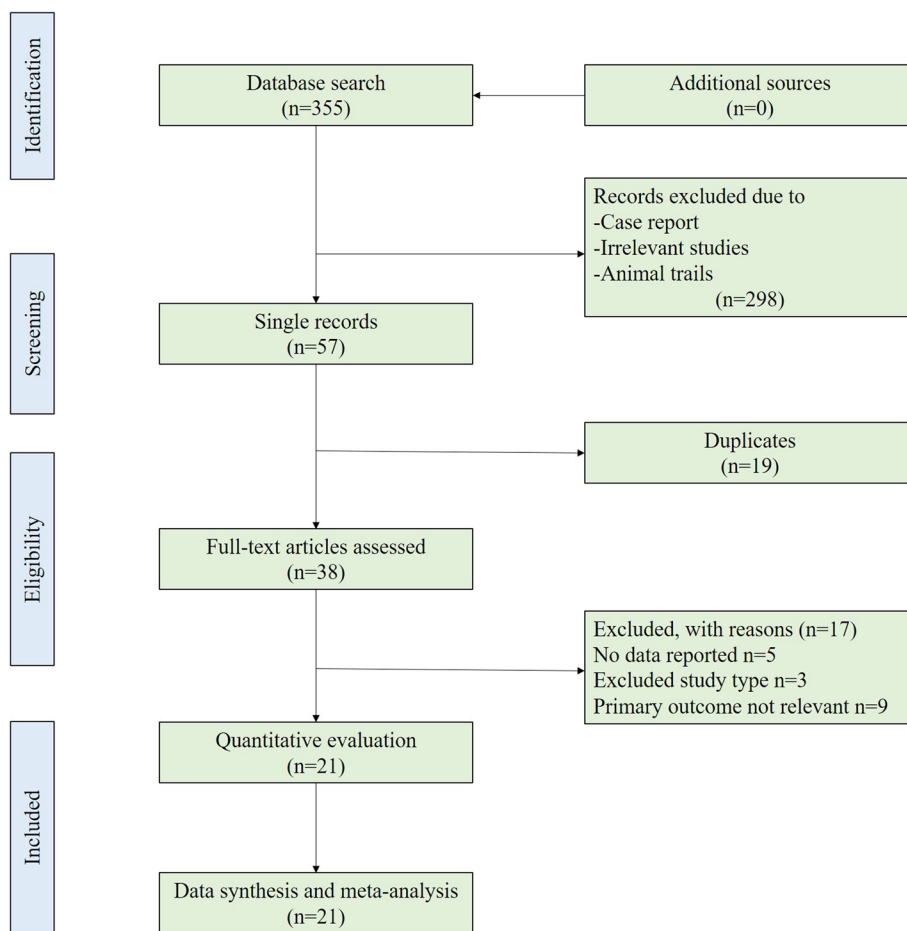 Identification
Database search
(n=355)
Additional sources
(n=0)
Records excluded due to
-Case report
-Irrelevant studies
-Animal trails
(n=298)
Screening
Single records
(n=57)
Duplicates
(n=19)
Eligibility
Full-text articles assessed
(n=38)
Excluded, with reasons (n=17)
No data reported n=5
Excluded study type n=3
Primary outcome not relevant n=9
Included
Quantitative evaluation
(n=21)
Data synthesis and meta-analysis
(n=21)